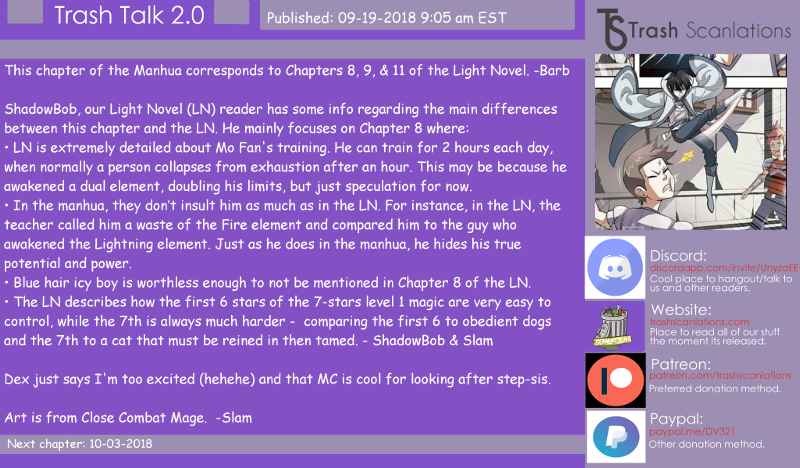 Trash Talk 2.0
Published: 09-19-2018 9:05 am EST
Trash Scanlations
This chapter of the Manhua corresponds to Chapters 8, 9, & 11 of the Light Novel. -Barb
ShadowBob, our Light Novel (LN) reader has some info regarding the main differences
between this chapter and the LN. He mainly focuses on Chapter 8 where:
• LN is extremely detailed about Mo Fan's training. He can train for 2 hours each day,
when normally a person collapses from exhaustion after an hour. This may be because he
awakened a dual element, doubling his limits, but just speculation for now.
• In the manhua, they don't insult him as much as in the LN. For instance, in the LN, the
teacher called him a waste of the Fire element and compared him to the guy who
awakened the Lightning element. Just as he does in the manhua, he hides his true
potential and power.
• Blue hair icy boy is worthless enough to not be mentioned in Chapter 8 of the LN.
• The LN describes how the first 6 stars of the 7-stars level 1 magic are very easy to
control, while the 7th is always much harder - comparing the first 6 to obedient dogs
and the 7th to a cat that must be reined in then tamed. - ShadowBob & Slam
Dex just says I'm too excited (hehehe) and that MC is cool for looking after step-sis.
Art is from Close Combat Mage. -Slam
Next chapter: 10-03-2018
Discord:
Cool place to hangout/talk to
us and other readers.
Website:
trashscanlations.com
Place to read all of our stuff
the moment its released.
Patreon:
patreon.com/trashscanlations
Preferred donation method.
Paypal:
paypal.me/DV321
Other donation method.